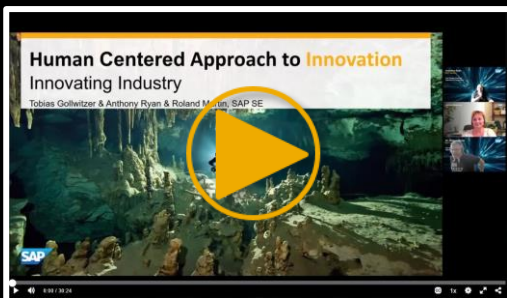 Human Centered Approach to Innovation
Innovating Industry
Tobias Gollwitzer & Anthony Ryan & Roland Martin, SAP SE
SAP
0:00 / 30:24
1x